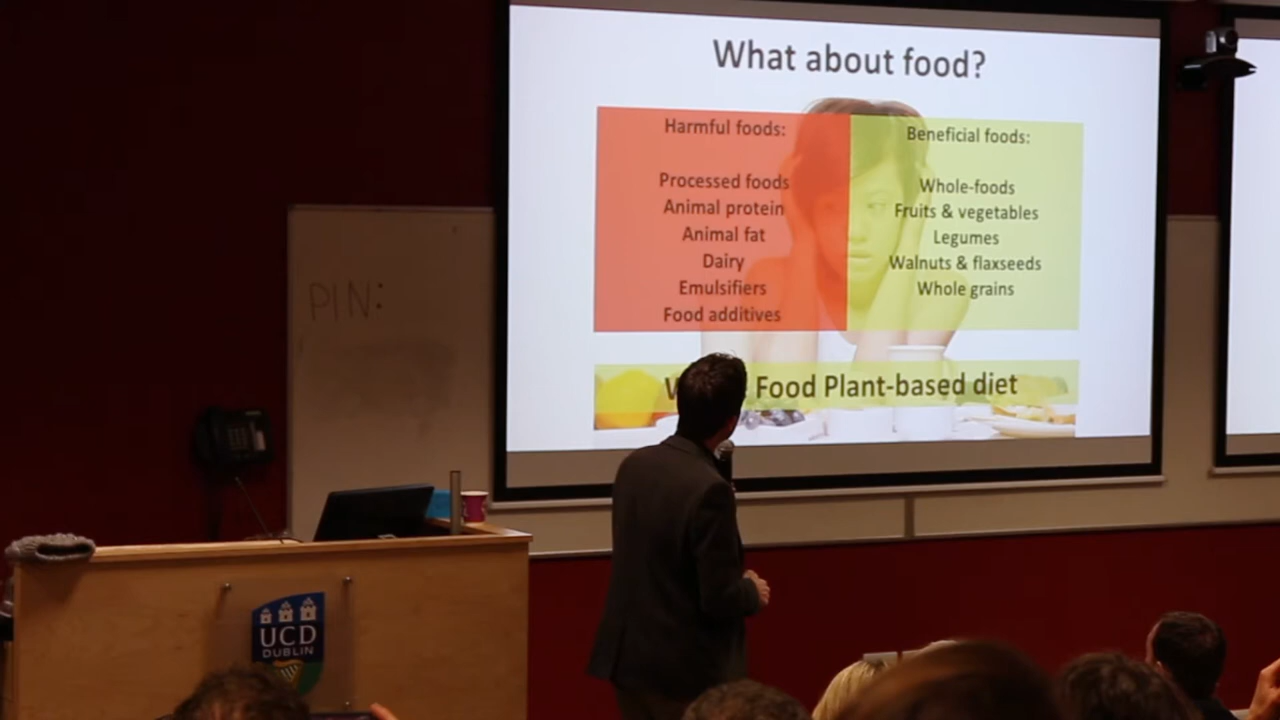 What about food?
Harmful foods:
Processed foods
Animal protein
Animal fat
Dairy
Emulsifiers
Food additives
Beneficial foods:
Whole-foods
Fruits & vegetables
Legumes
Walnuts & flaxseeds
Whole grains
Food Plant-based diet
PIN:
UCD
DUBLIN